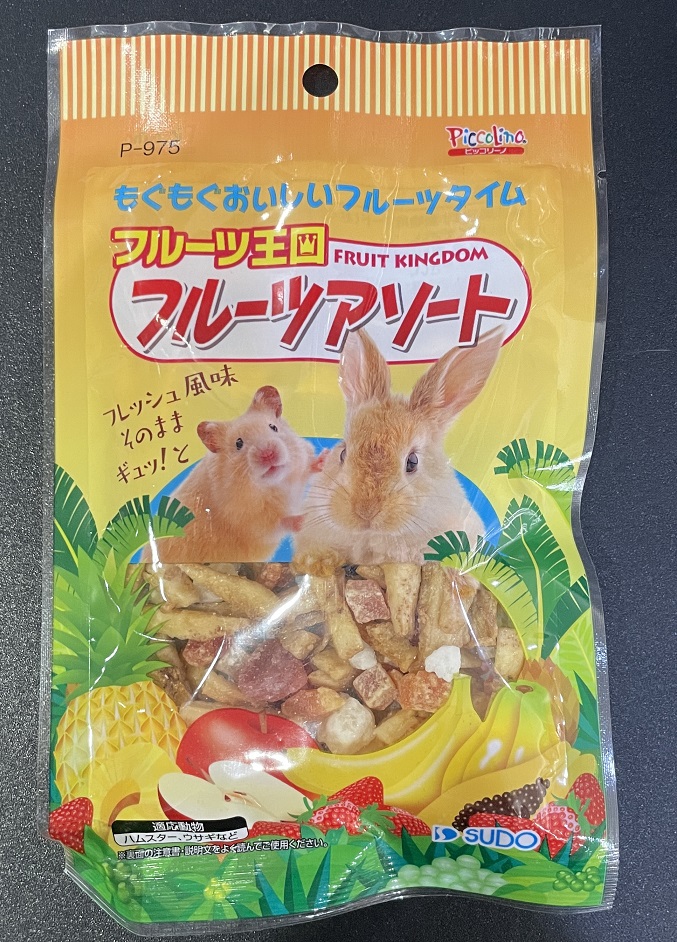 P-975
Piccolino
ピッコリーノ
もぐもぐおいしいフルーツタイム
フルーツ王国
FRUIT KINGDOM
フルーツアソート
フレッシュ風味
そのまま
ギュッ!と
適応動物
ハムスター、ウサギなど
※裏面の注意書・説明文をよく読んでご使用ください。
SUDO